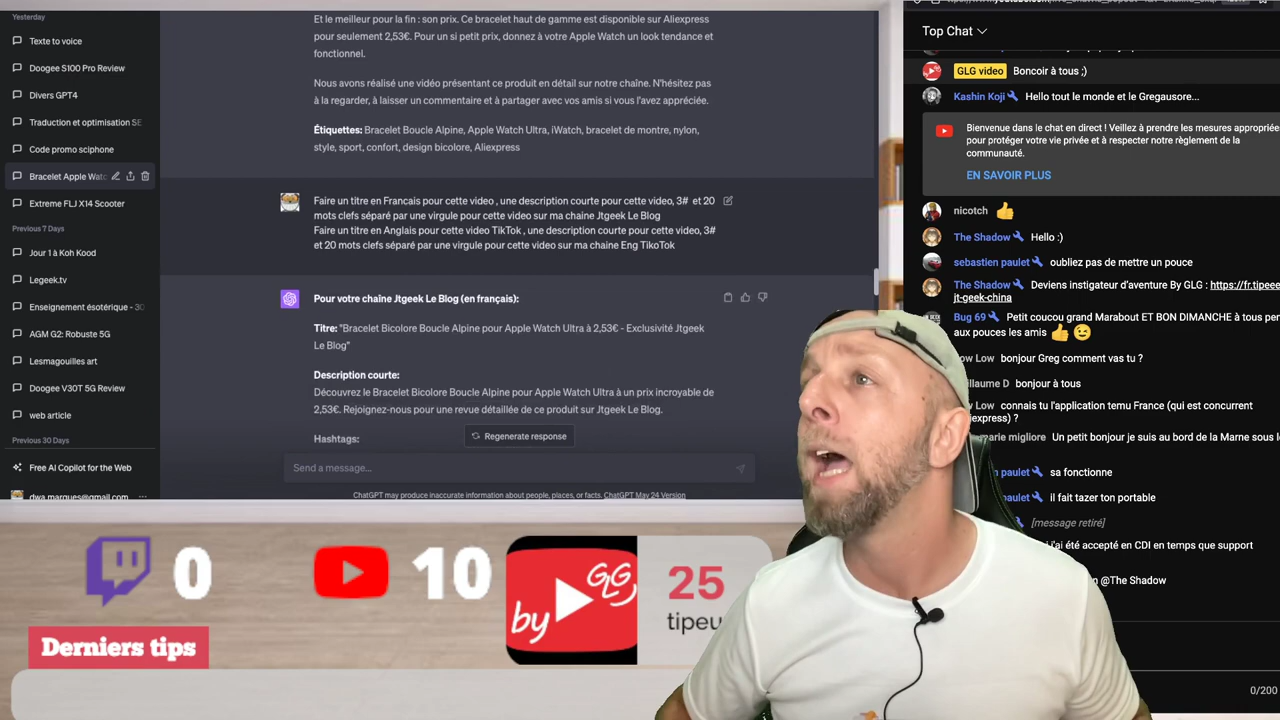 Yesterday
Texte to voice
Doogee S100 Pro Review
Divers GPT4
Traduction et optimisation SE
Code promo sciphone
Bracelet Apple Watc
Extreme FLJ X14 Scooter
Previous 7 Days
Jour 1 à Koh Kood
Legeek.tv
Enseignement ésotérique - 30
AGM G2: Robuste 5G
Lesmagouilles art
Doogee V30T 5G Review
web article
Previous 30 Days
Free AI Copilot for the Web
dwa.marques@gmail.com
Et le meilleur pour la fin : son prix. Ce bracelet haut de gamme est disponible sur Aliexpress
pour seulement 2,53€. Pour un si petit prix, donnez à votre Apple Watch un look tendance et
fonctionnel.
Nous avons réalisé une vidéo présentant ce produit en détail sur notre chaîne. N'hésitez pas
à la regarder, à laisser un commentaire et à partager avec vos amis si vous l'avez appréciée.
Étiquettes: Bracelet Boucle Alpine, Apple Watch Ultra, iWatch, bracelet de montre, nylon,
style, sport, confort, design bicolore, Aliexpress
Faire un titre en Francais pour cette video , une description courte pour cette video, 3# et 20
mots clefs séparé par une virgule pour cette video sur ma chaine Jtgeek Le Blog
Faire un titre en Anglais pour cette video TikTok , une description courte pour cette video, 3#
et 20 mots clefs séparé par une virgule pour cette video sur ma chaine Eng TikoTok
Pour votre chaîne Jtgeek Le Blog (en français):
Titre: "Bracelet Bicolore Boucle Alpine pour Apple Watch Ultra à 2,53€ - Exclusivité Jtgeek
Le Blog"
Description courte:
Découvrez le Bracelet Bicolore Boucle Alpine pour Apple Watch Ultra à un prix incroyable de
2,53€. Rejoignez-nous pour une revue détaillée de ce produit sur Jtgeek Le Blog.
Hashtags:
Regenerate response
Send a message...
ChatGPT may produce inaccurate information about people, places, or facts. ChatGPT May 24 Version
Top Chat
GLG video Boncoir à tous ;)
Kashin Koji Hello tout le monde et le Gregausore...
Bienvenue dans le chat en direct ! Veillez à prendre les mesures appropriée
pour protéger votre vie privée et à respecter notre règlement de la
communauté.
EN SAVOIR PLUS
nicotch
The Shadow Hello :)
sebastien paulet oubliez pas de mettre un pouce
The Shadow Deviens instigateur d'aventure By GLG : https://fr.tipeee
jt-geek-china
Bug 69 Petit coucou grand Marabout ET BON DIMANCHE à tous pen
aux pouces les amis
ow Low bonjour Greg comment vas tu ?
illaume D bonjour à tous
y Low connais tu l'application temu France (qui est concurrent
iexpress) ?
marie migliore Un petit bonjour je suis au bord de la Marne sous l
paulet sa fonctionne
paulet il fait tazer ton portable
[message retiré]
j'ai été accepté en CDI en temps que support
@The Shadow
0/200
0
10
by GLG
25
tipeu
Derniers tips